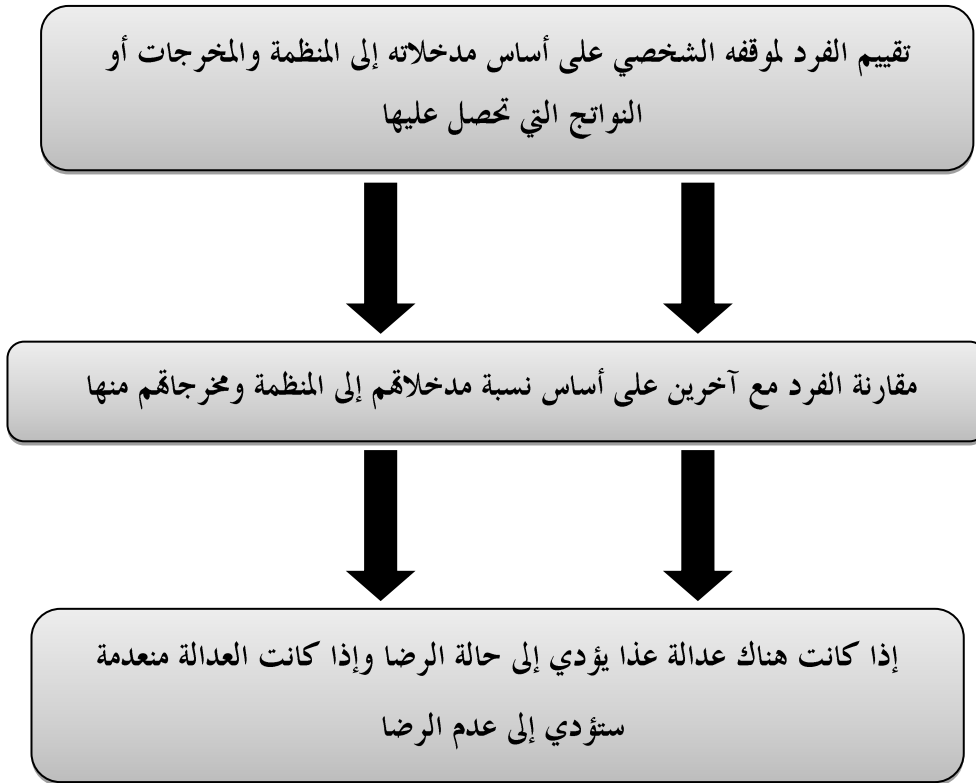 تقييم الفرد لموقفه الشخصي على أساس مدخلاته إلى المنظمة والمخرجات أو
النواتج التي تحصل عليها
مقارنة الفرد مع آخرين على أساس نسبة مدخلاتهم إلى المنظمة ومخرجاتهم منها
إذا كانت هناك عدالة عذا يؤدي إلى حالة الرضا وإذا كانت العدالة منعدمة
ستؤدي إلى عدم الرضا